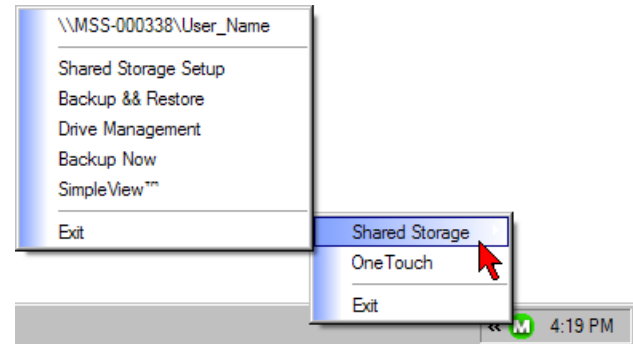 \\MSS-000338\User_Name
Shared Storage Setup
Backup && Restore
Drive Management
Backup Now
SimpleView™
Exit
Shared Storage
OneTouch
Exit
« M 4:19 PM